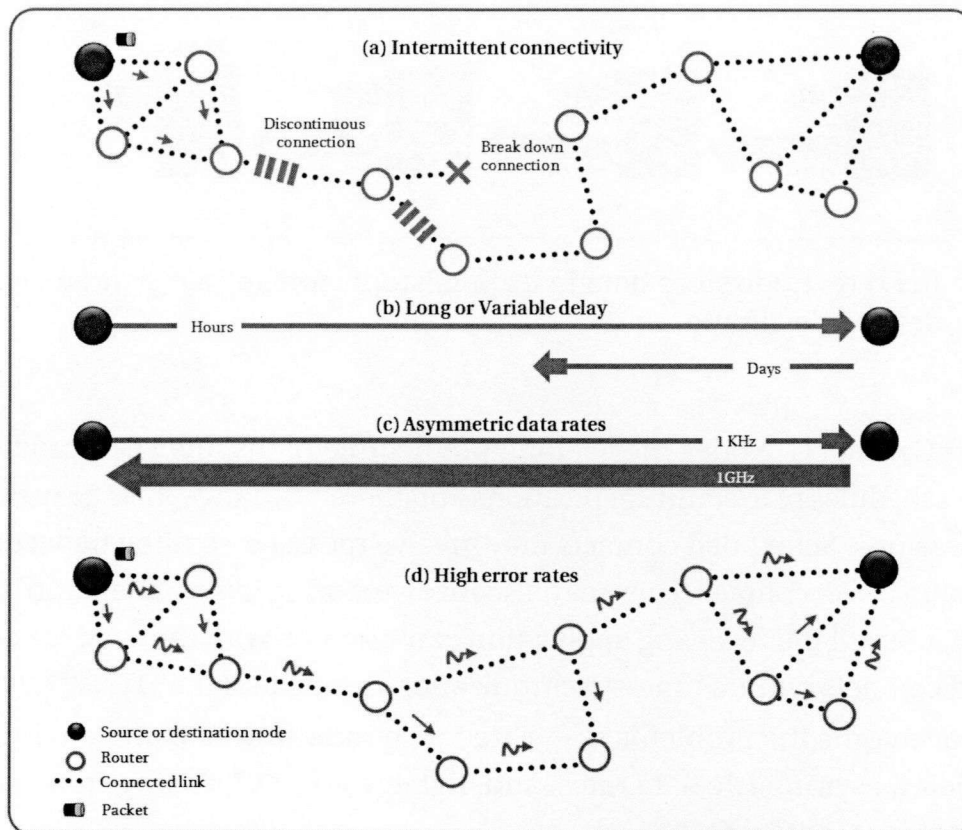 (a) Intermittent connectivity
Discontinuous
connection
Break down
connection
(b) Long or Variable delay
Hours
Days
(c) Asymmetric data rates
1 KHz
1GHz
(d) High error rates
Source or destination node
Router
Connected link
Packet